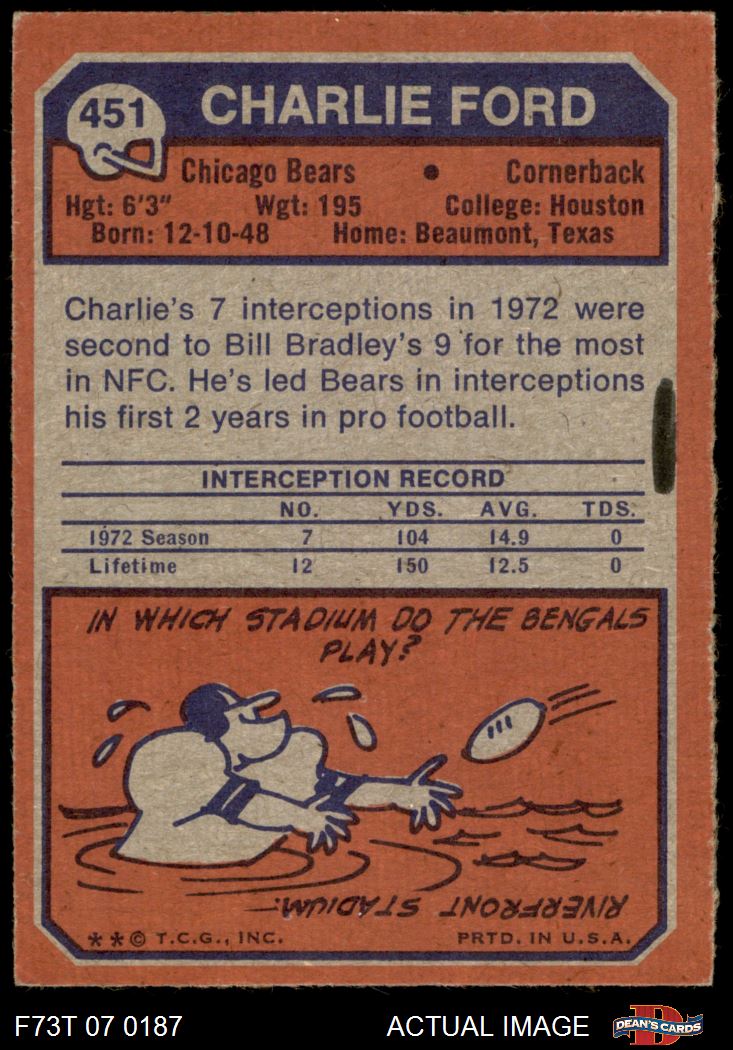 451 CHARLIE FORD
Chicago Bears • Cornerback
Hgt: 6'3" Wgt: 195 College: Houston
Born: 12-10-48 Home: Beaumont, Texas
Charlie's 7 interceptions in 1972 were
second to Bill Bradley's 9 for the most
in NFC. He's led Bears in interceptions
his first 2 years in pro football.
INTERCEPTION RECORD
NO. YDS. AVG. TDS.
1972 Season 7 104 14.9 0
Lifetime 12 150 12.5 0
IN WHICH STADIUM DO THE BENGALS
PLAY?
RIVERFRONT STADIUM.
**© T.C.G., INC. PRTD. IN U.S.A.
F73T 07 0187 ACTUAL IMAGE D DEAN'S CARDS